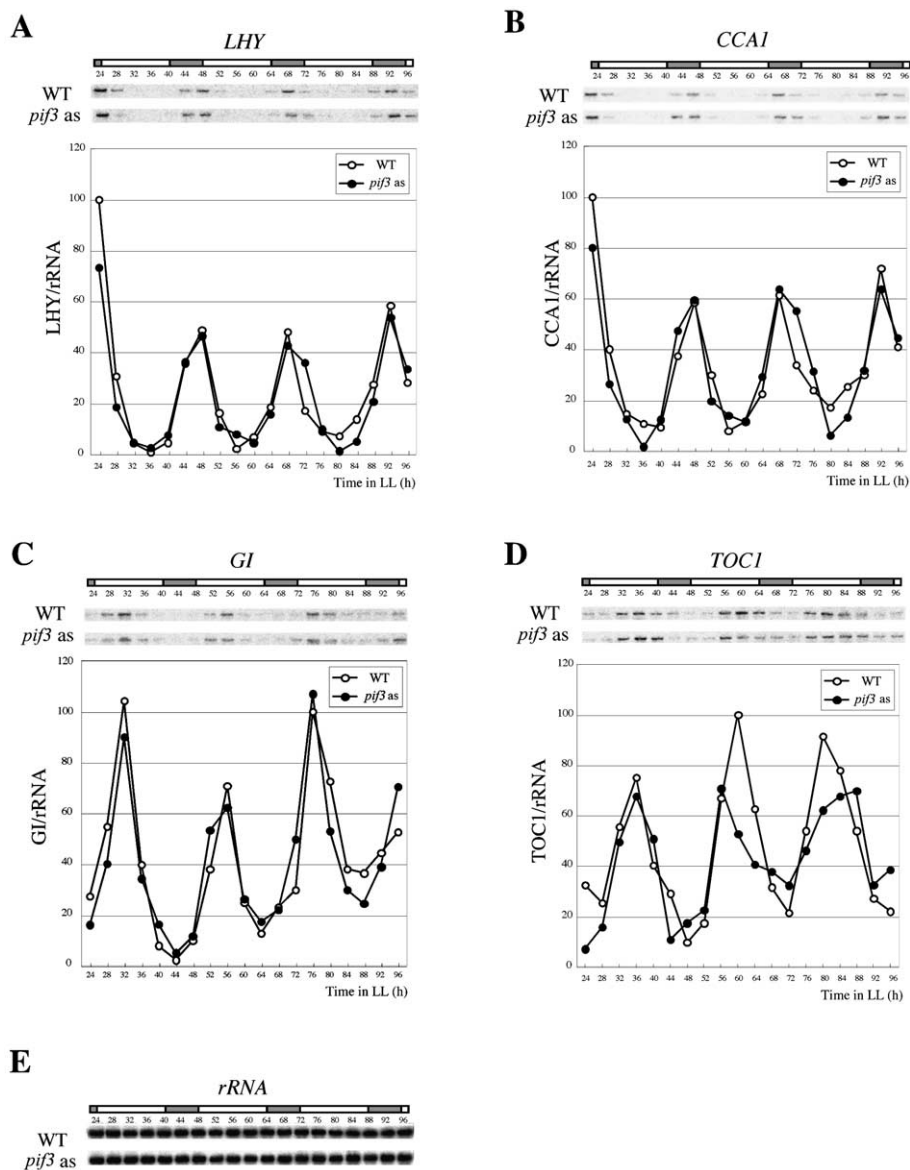 A
LHY
24 28 32 36 40 44 48 52 56 60 64 68 72 76 80 84 88 92 96
WT
pif3 as
120
100
80
60
40
20
0
LHY/rRNA
WT
pif3 as
24 28 32 36 40 44 48 52 56 60 64 68 72 76 80 84 88 92 96
Time in LL (h)
B
CCA1
24 28 32 36 40 44 48 52 56 60 64 68 72 76 80 84 88 92 96
WT
pif3 as
120
100
80
60
40
20
0
CCA1/rRNA
WT
pif3 as
24 28 32 36 40 44 48 52 56 60 64 68 72 76 80 84 88 92 96
Time in LL (h)
C
GI
24 28 32 36 40 44 48 52 56 60 64 68 72 76 80 84 88 92 96
WT
pif3 as
120
100
80
60
40
20
0
GI/rRNA
WT
pif3 as
24 28 32 36 40 44 48 52 56 60 64 68 72 76 80 84 88 92 96
Time in LL (h)
D
TOC1
24 28 32 36 40 44 48 52 56 60 64 68 72 76 80 84 88 92 96
WT
pif3 as
120
100
80
60
40
20
0
TOC1/rRNA
WT
pif3 as
24 28 32 36 40 44 48 52 56 60 64 68 72 76 80 84 88 92 96
Time in LL (h)
E
rRNA
24 28 32 36 40 44 48 52 56 60 64 68 72 76 80 84 88 92 96
WT
pif3 as